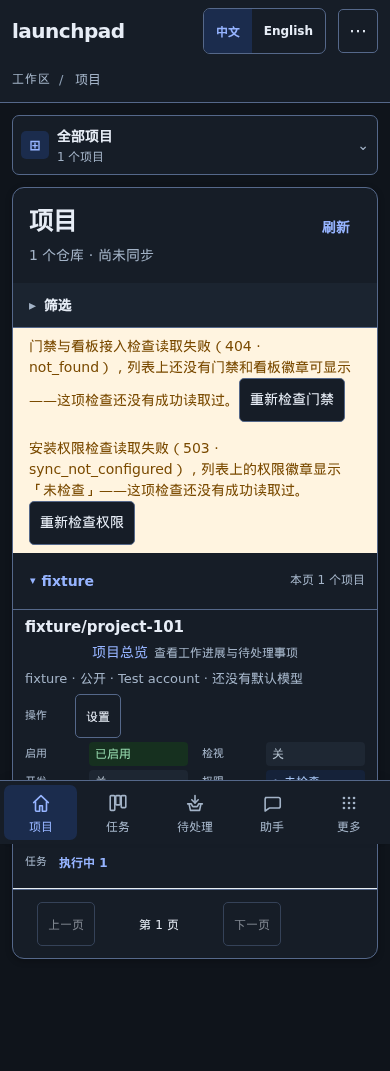 launchpad
中文
English
···
工作区 / 项目
全部项目
1 个项目
项目
刷新
1 个仓库 · 尚未同步
▸ 筛选
门禁与看板接入检查读取失败（404 ·
not_found），列表上还没有门禁和看板徽章可显示
——这项检查还没有成功读取过。 重新检查门禁
安装权限检查读取失败（503 ·
sync_not_configured），列表上的权限徽章显示
「未检查」——这项检查还没有成功读取过。
重新检查权限
▾ fixture
本页 1 个项目
fixture/project-101
项目总览 查看工作进展与待处理事项
fixture · 公开 · Test account · 还没有默认模型
操作
设置
启用
已启用
检视
关
项目
任务
待处理
助手
更多
任务
执行中 1
上一页
第 1 页
下一页